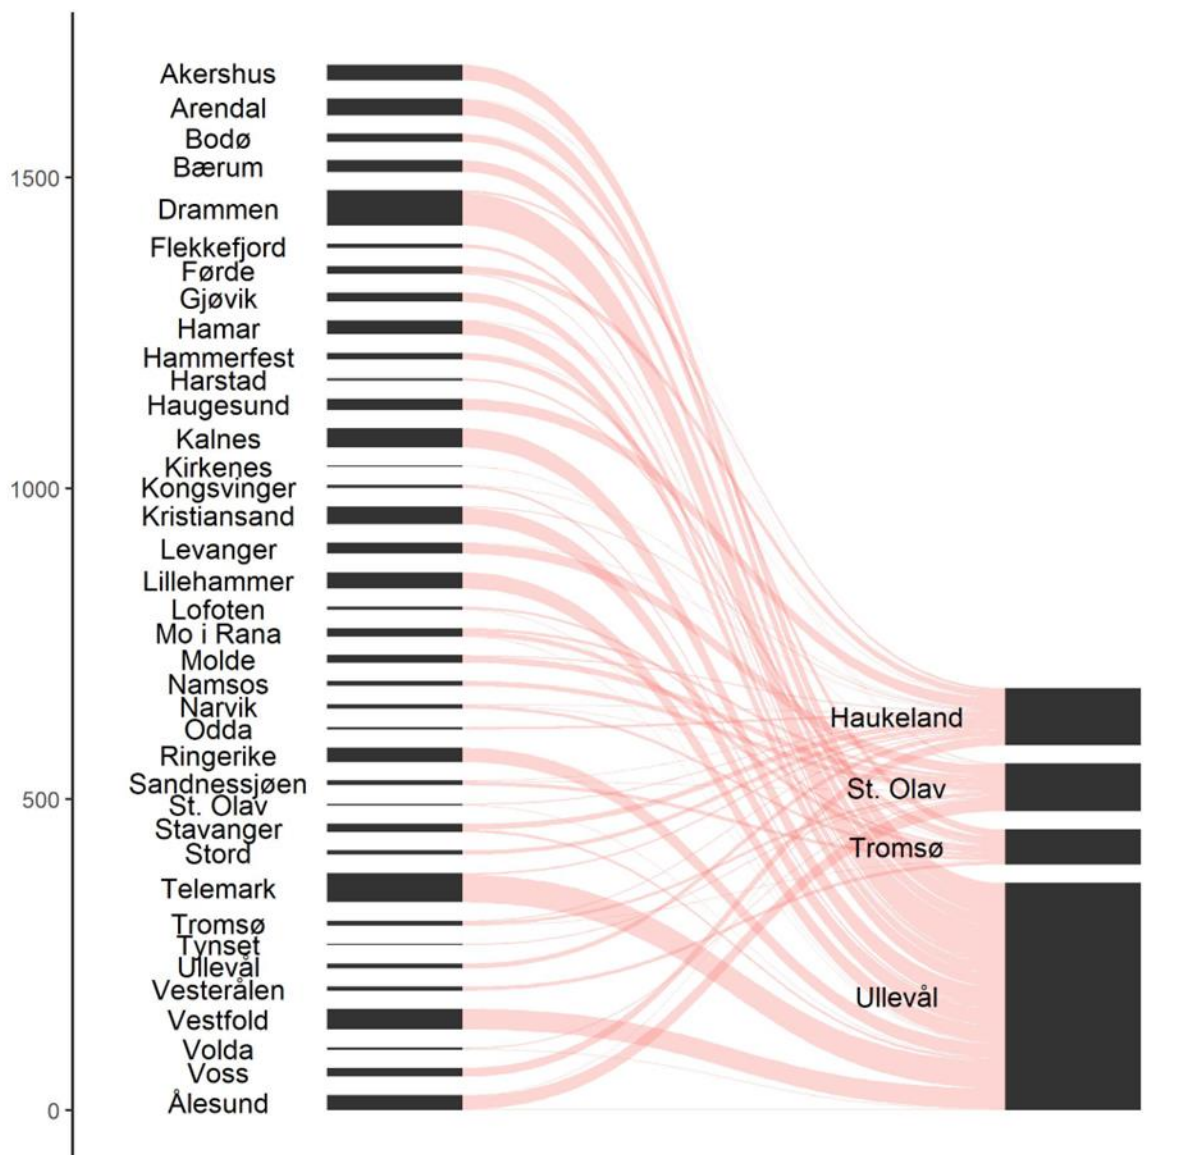 Akershus
Arendal
Bodø
Bærum
1500
Drammen
Flekkefjord
Førde
Gjøvik
Hamar
Hammerfest
Harstad
Haugesund
Kalnes
Kirkenes
1000
Kongsvinger
Kristiansand
Levanger
Lillehammer
Lofoten
Mo i Rana
Molde
Namsos
Narvik
Haukeland
Odda
Ringerike
Sandnessjøen
St. Olav
500
St. Olav
Stavanger
Tromsø
Stord
Telemark
Tromsø
Tynset
Ullevål
Vesterålen
Ullevål
Vestfold
Volda
Voss
Ålesund
0